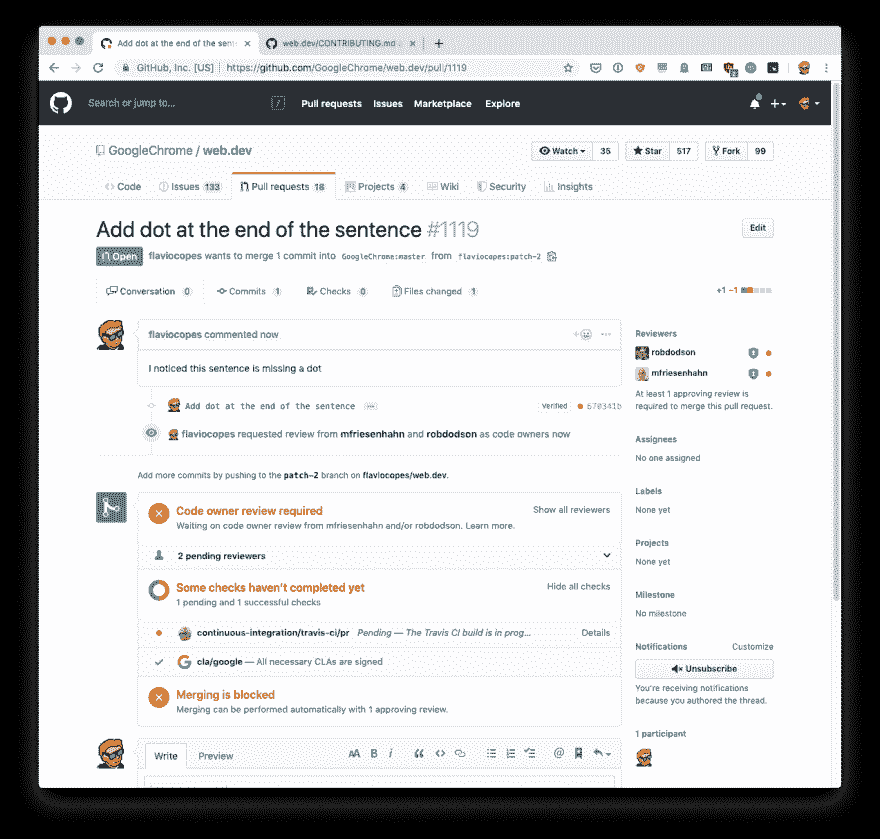 Add dot at the end of the sent
web.dev/CONTRIBUTING.md
GitHub, Inc. [US] https://github.com/GoogleChrome/web.dev/pull/1119
Search or jump to... / Pull requests Issues Marketplace Explore
GoogleChrome / web.dev
Watch 35 Star 517 Fork 99
Code Issues 133 Pull requests 18 Projects 4 Wiki Security Insights
Add dot at the end of the sentence #1119
Edit
Open flaviocopes wants to merge 1 commit into GoogleChrome:master from flaviocopes:patch-2
Conversation 0 Commits 1 Checks 0 Files changed 1
+1 −1
flaviocopes commented now
I noticed this sentence is missing a dot
Add dot at the end of the sentence ... Verified 670341b
flaviocopes requested review from mfriesenhahn and robdodson as code owners now
Add more commits by pushing to the patch-2 branch on flaviocopes/web.dev.
Code owner review required
Show all reviewers
Waiting on code owner review from mfriesenhahn and/or robdodson. Learn more.
2 pending reviewers
Some checks haven't completed yet
Hide all checks
1 pending and 1 successful checks
continuous-integration/travis-ci/pr Pending — The Travis CI build is in prog... Details
cla/google — All necessary CLAs are signed
Merging is blocked
Merging can be performed automatically with 1 approving review.
Write Preview
AA B i
Reviewers
robdodson
mfriesenhahn
At least 1 approving review is
required to merge this pull request.
Assignees
No one assigned
Labels
None yet
Projects
None yet
Milestone
No milestone
Notifications Customize
Unsubscribe
You're receiving notifications
because you authored the thread.
1 participant